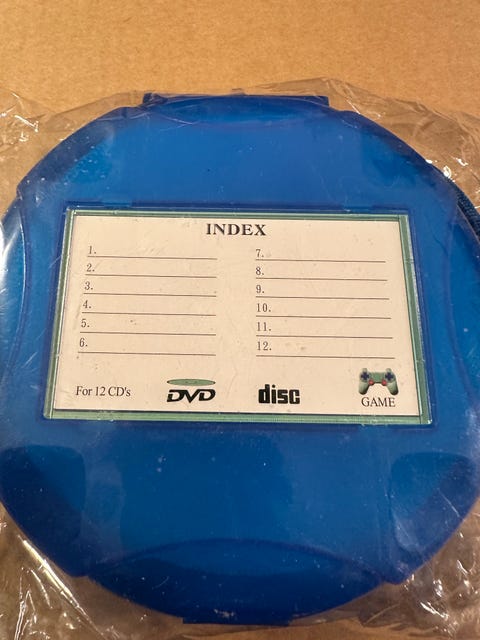 INDEX
1.
2.
3.
4.
5.
6.
7.
8.
9.
10.
11.
12.
For 12 CD's
DVD
disc
GAME